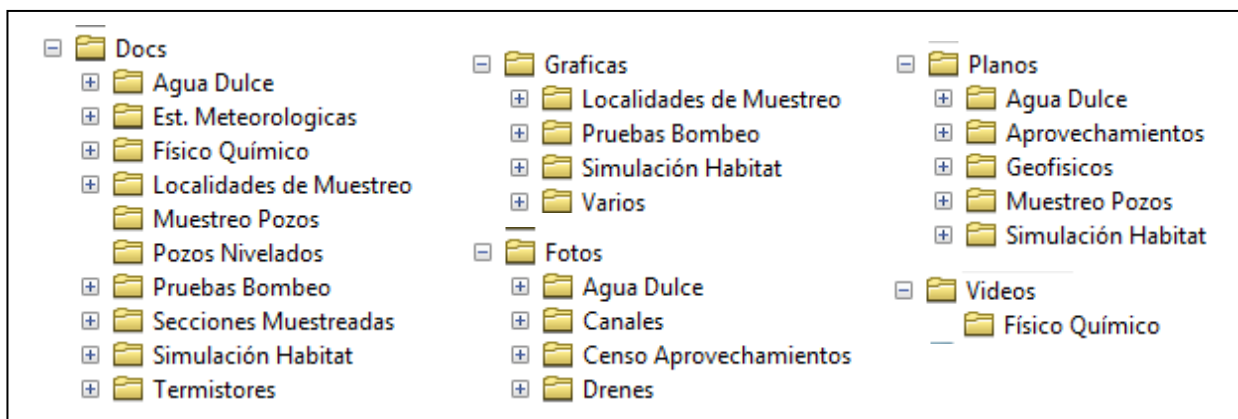 Docs
Agua Dulce
Est. Meteorologicas
Físico Químico
Localidades de Muestreo
Muestreo Pozos
Pozos Nivelados
Pruebas Bombeo
Secciones Muestreadas
Simulación Habitat
Termistores
Graficas
Localidades de Muestreo
Pruebas Bombeo
Simulación Habitat
Varios
Fotos
Agua Dulce
Canales
Censo Aprovechamientos
Drenes
Planos
Agua Dulce
Aprovechamientos
Geofisicos
Muestreo Pozos
Simulación Habitat
Videos
Físico Químico